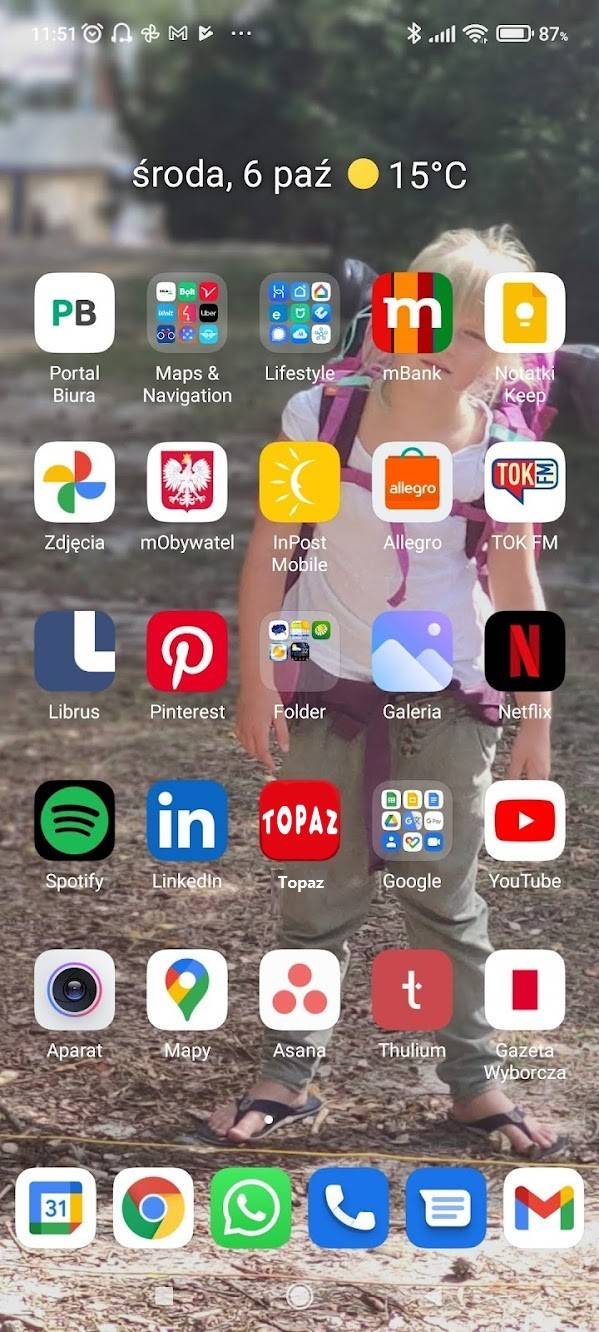 11:51
87%
środa, 6 paź 15°C
PB
Bolt
Uber
m
Portal
Biura
Maps &
Navigation
Lifestyle
mBank
Notatki
Keep
allegro
TOK FM
Zdjęcia
mObywatel
InPost
Mobile
Allegro
TOK FM
N
Librus
Pinterest
Folder
Galeria
Netflix
in
TOPAZ
G Pay
Spotify
LinkedIn
Topaz
Google
YouTube
t
Aparat
Mapy
Asana
Thulium
Gazeta
Wyborcza
31